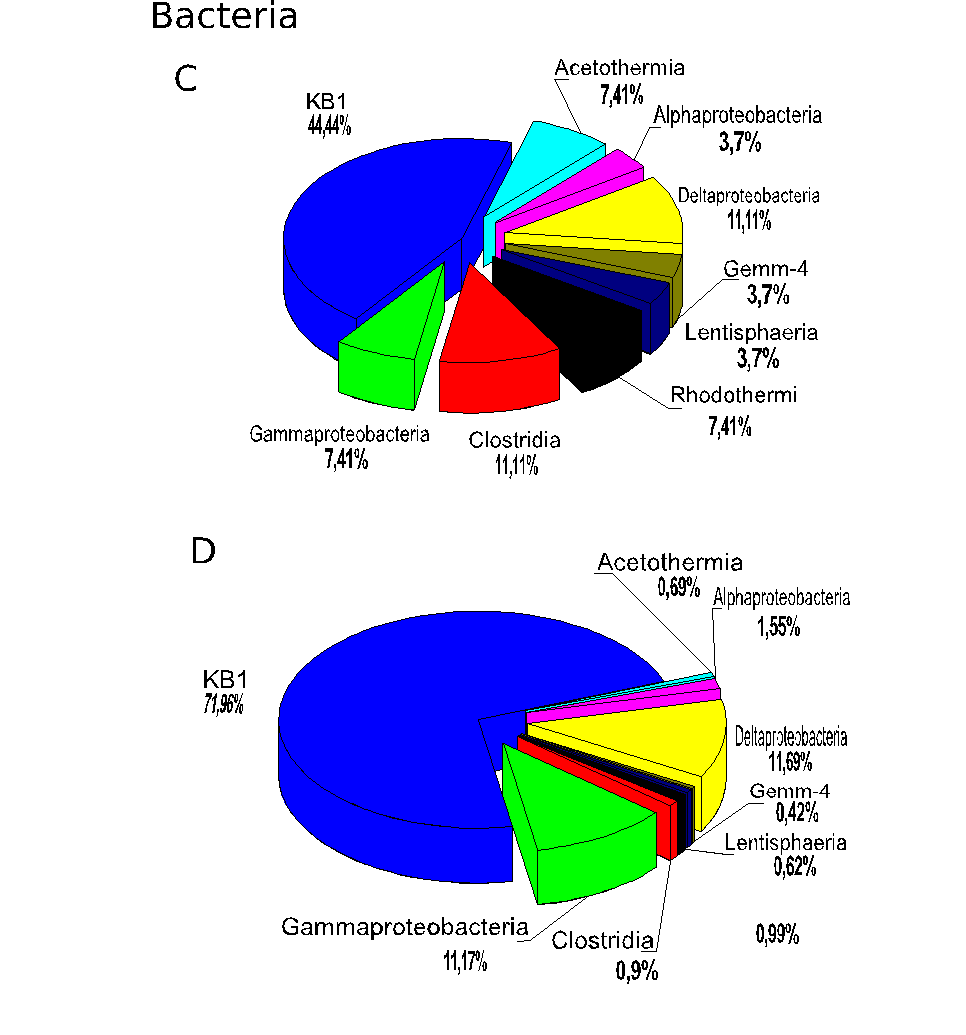 Bacteria
C
Acetothermia
7,41%
KB1
44,44%
Alphaproteobacteria
3,7%
Deltaproteobacteria
11,11%
Gemm-4
3,7%
Lentisphaeria
3,7%
Rhodothermi
7,41%
Gammaproteobacteria
7,41%
Clostridia
11,11%
D
Acetothermia
0,69%
Alphaproteobacteria
1,55%
KB1
71,96%
Deltaproteobacteria
11,69%
Gemm-4
0,42%
Lentisphaeria
0,62%
Gammaproteobacteria
11,17%
Clostridia
0,9%
0,99%